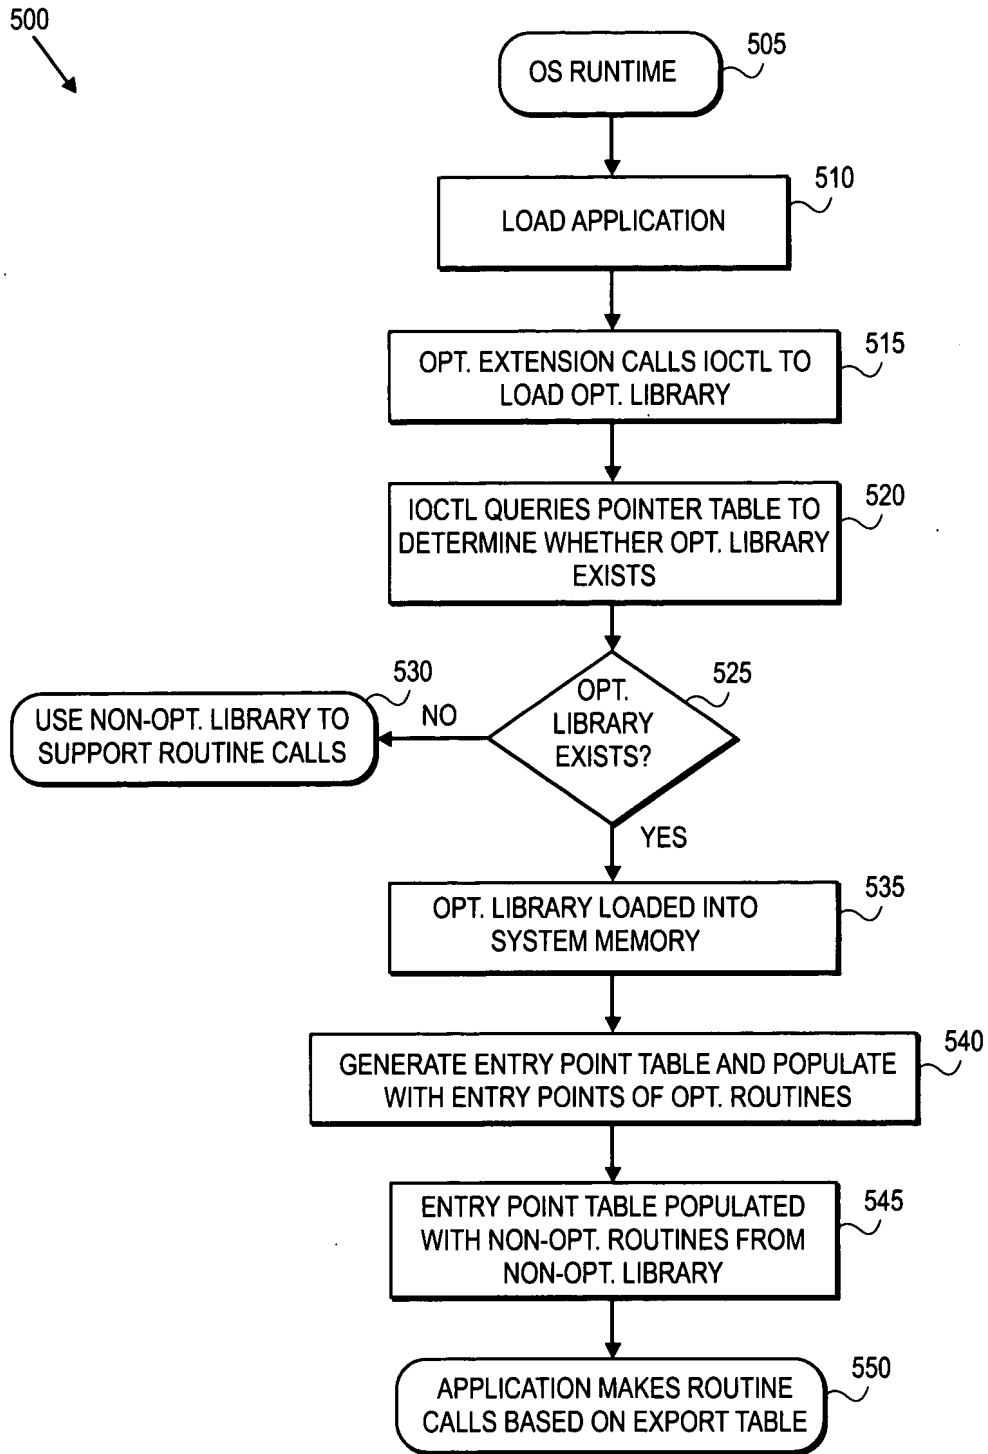 500
OS RUNTIME
505
LOAD APPLICATION
510
OPT. EXTENSION CALLS IOCTL TO
LOAD OPT. LIBRARY
515
IOCTL QUERIES POINTER TABLE TO
DETERMINE WHETHER OPT. LIBRARY
EXISTS
520
OPT.
LIBRARY
EXISTS?
525
NO
530
USE NON-OPT. LIBRARY TO
SUPPORT ROUTINE CALLS
YES
OPT. LIBRARY LOADED INTO
SYSTEM MEMORY
535
GENERATE ENTRY POINT TABLE AND POPULATE
WITH ENTRY POINTS OF OPT. ROUTINES
540
ENTRY POINT TABLE POPULATED
WITH NON-OPT. ROUTINES FROM
NON-OPT. LIBRARY
545
APPLICATION MAKES ROUTINE
CALLS BASED ON EXPORT TABLE
550